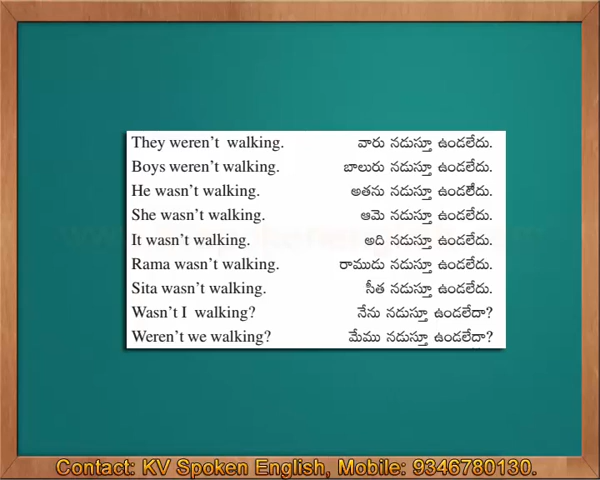 They weren't walking. వారు నడుస్తూ ఉండలేదు.
Boys weren't walking. బాలురు నడుస్తూ ఉండలేదు.
He wasn't walking. అతను నడుస్తూ ఉండలేదు.
She wasn't walking. ఆమె నడుస్తూ ఉండలేదు.
It wasn't walking. అది నడుస్తూ ఉండలేదు.
Rama wasn't walking. రాముడు నడుస్తూ ఉండలేదు.
Sita wasn't walking. సీత నడుస్తూ ఉండలేదు.
Wasn't I walking? నేను నడుస్తూ ఉండలేదా?
Weren't we walking? మేము నడుస్తూ ఉండలేదా?
Contact: KV Spoken English, Mobile: 9346780130.